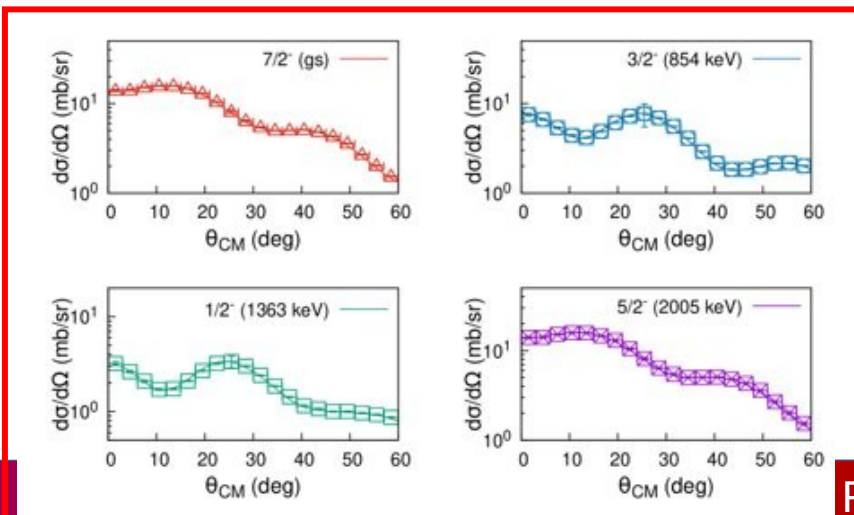 7/2⁻ (gs)
dσ/dΩ (mb/sr)
10¹
10⁰
0 10 20 30 40 50 60
θCM (deg)
3/2⁻ (854 keV)
dσ/dΩ (mb/sr)
10¹
10⁰
0 10 20 30 40 50 60
θCM (deg)
1/2⁻ (1363 keV)
dσ/dΩ (mb/sr)
10¹
10⁰
0 10 20 30 40 50 60
θCM (deg)
5/2⁻ (2005 keV)
dσ/dΩ (mb/sr)
10¹
10⁰
0 10 20 30 40 50 60
θCM (deg)